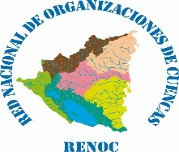 RED NACIONAL DE ORGANIZACIONES DE CUENCAS
RENOC